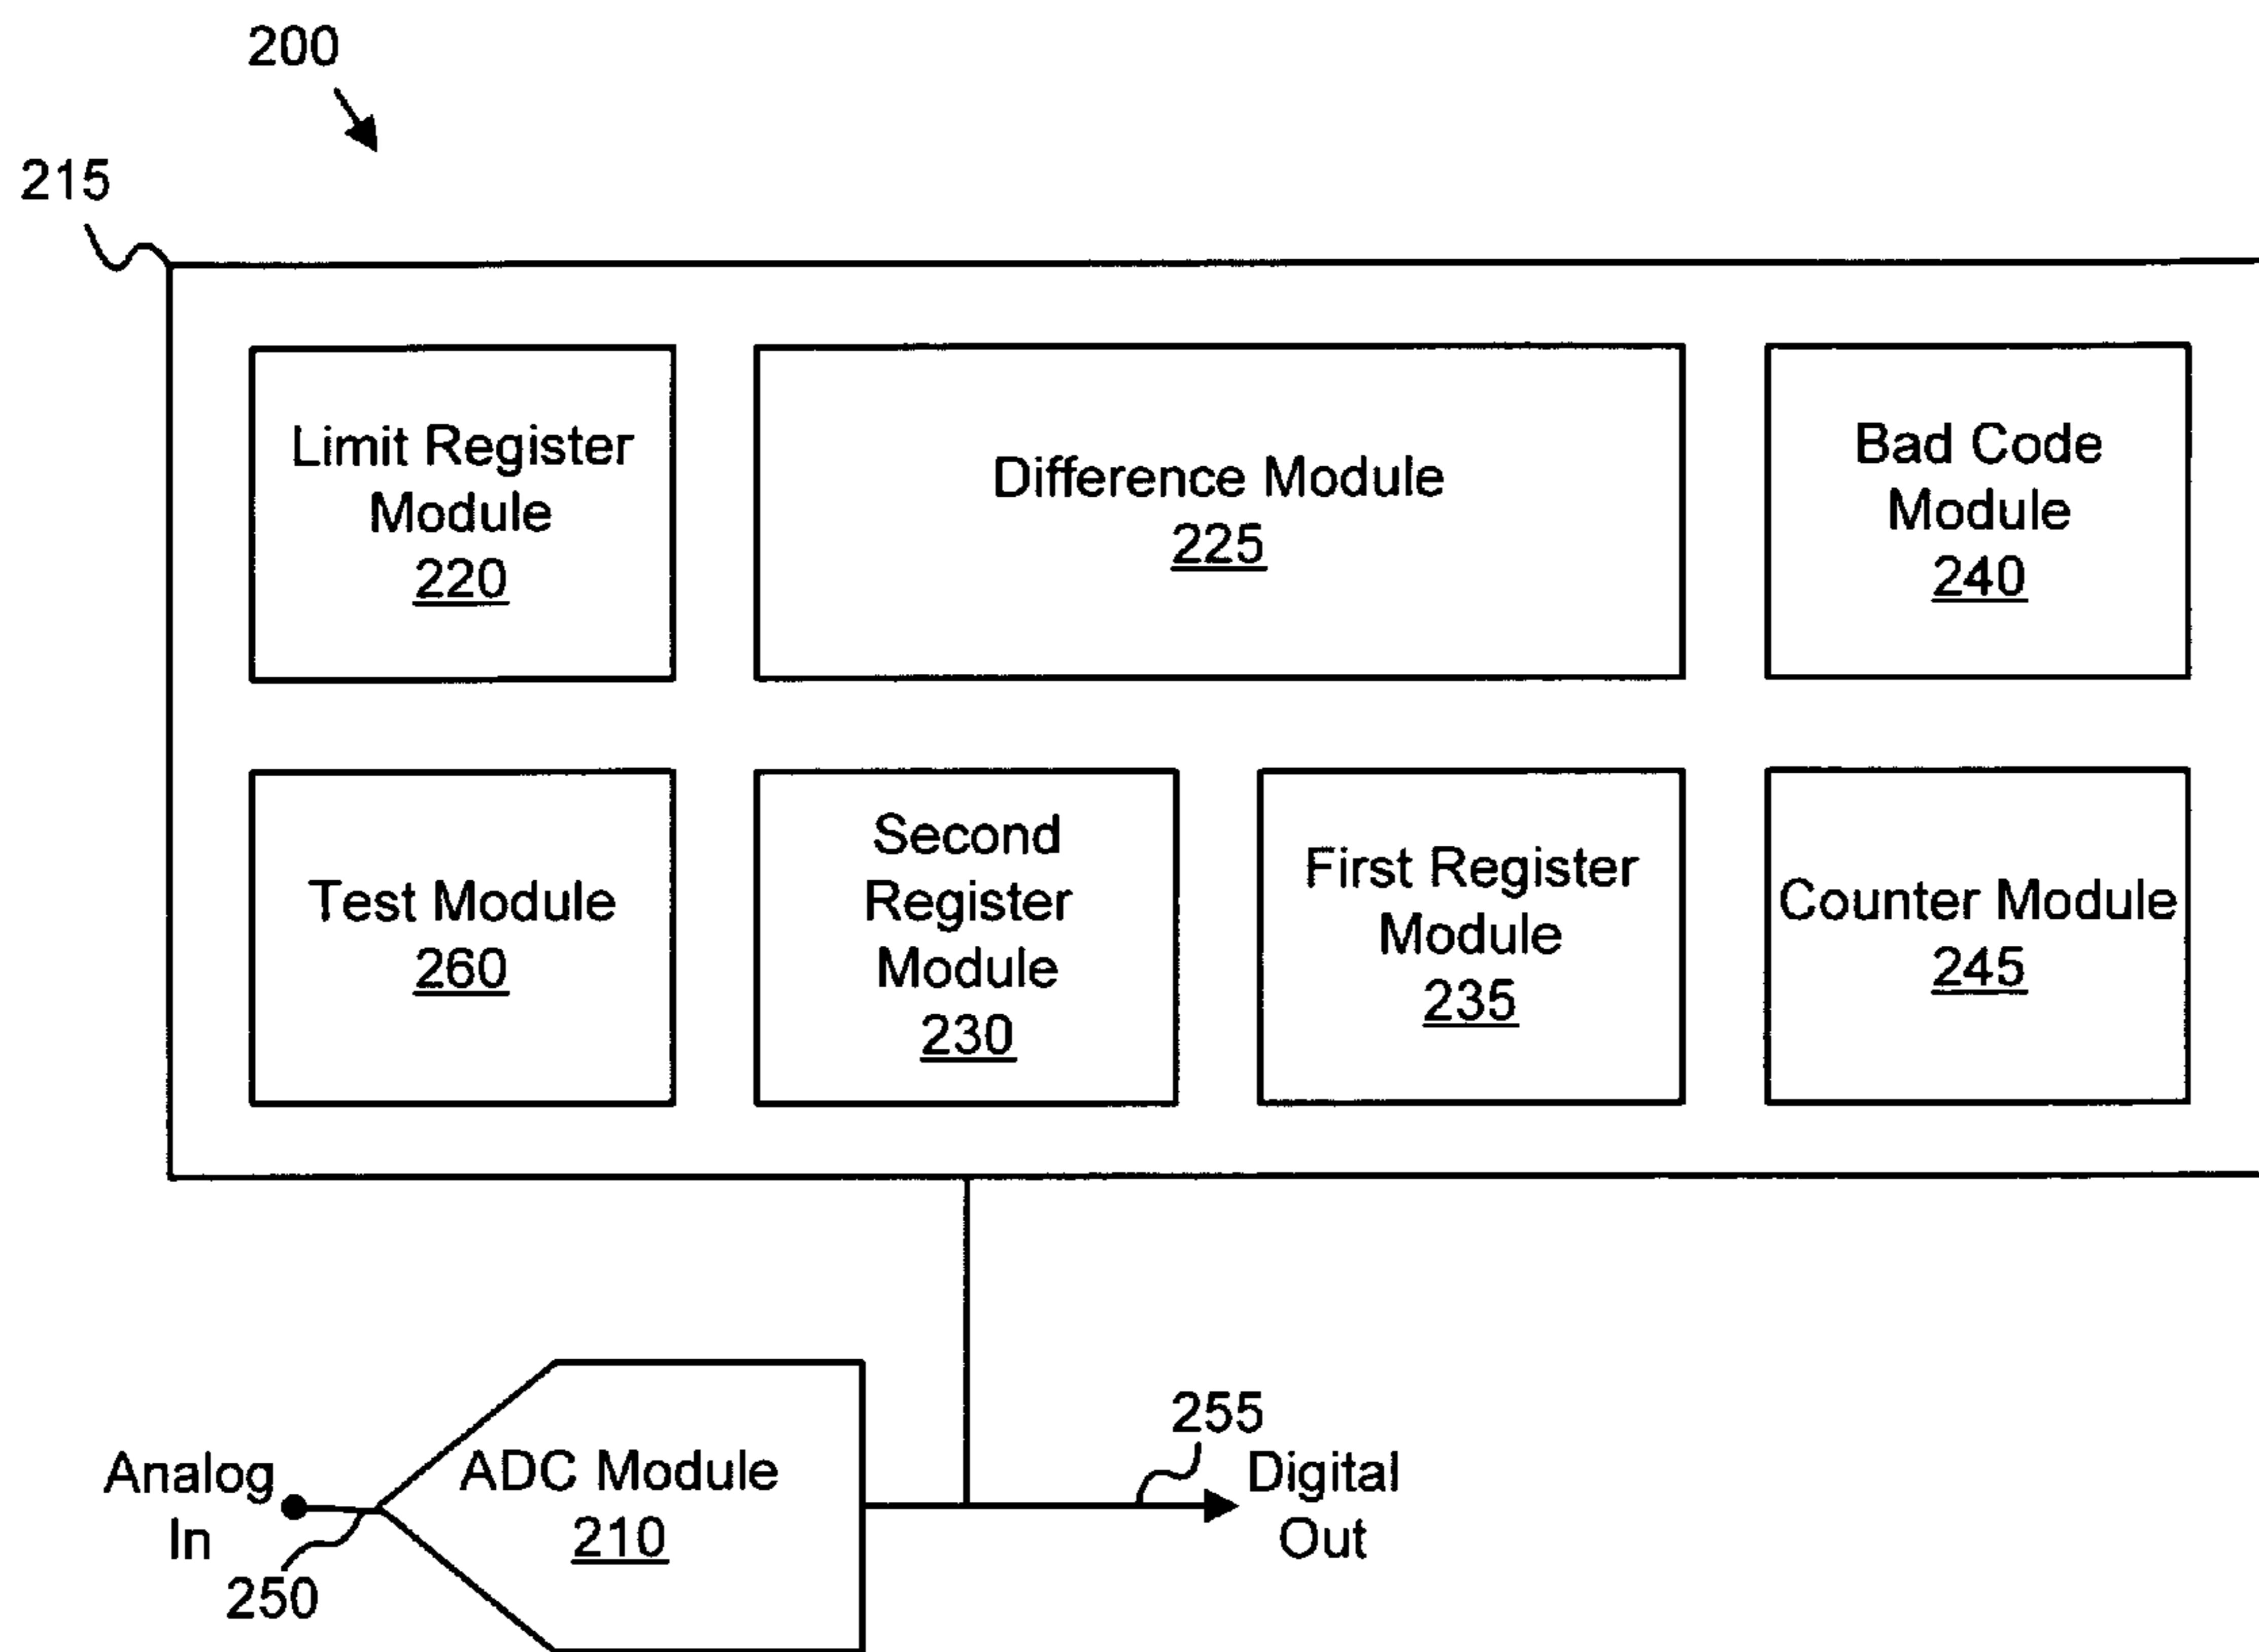 200
215
Limit Register
Module
220
Difference Module
225
Bad Code
Module
240
Test Module
260
Second
Register
Module
230
First Register
Module
235
Counter Module
245
Analog
In
250
ADC Module
210
255
Digital
Out